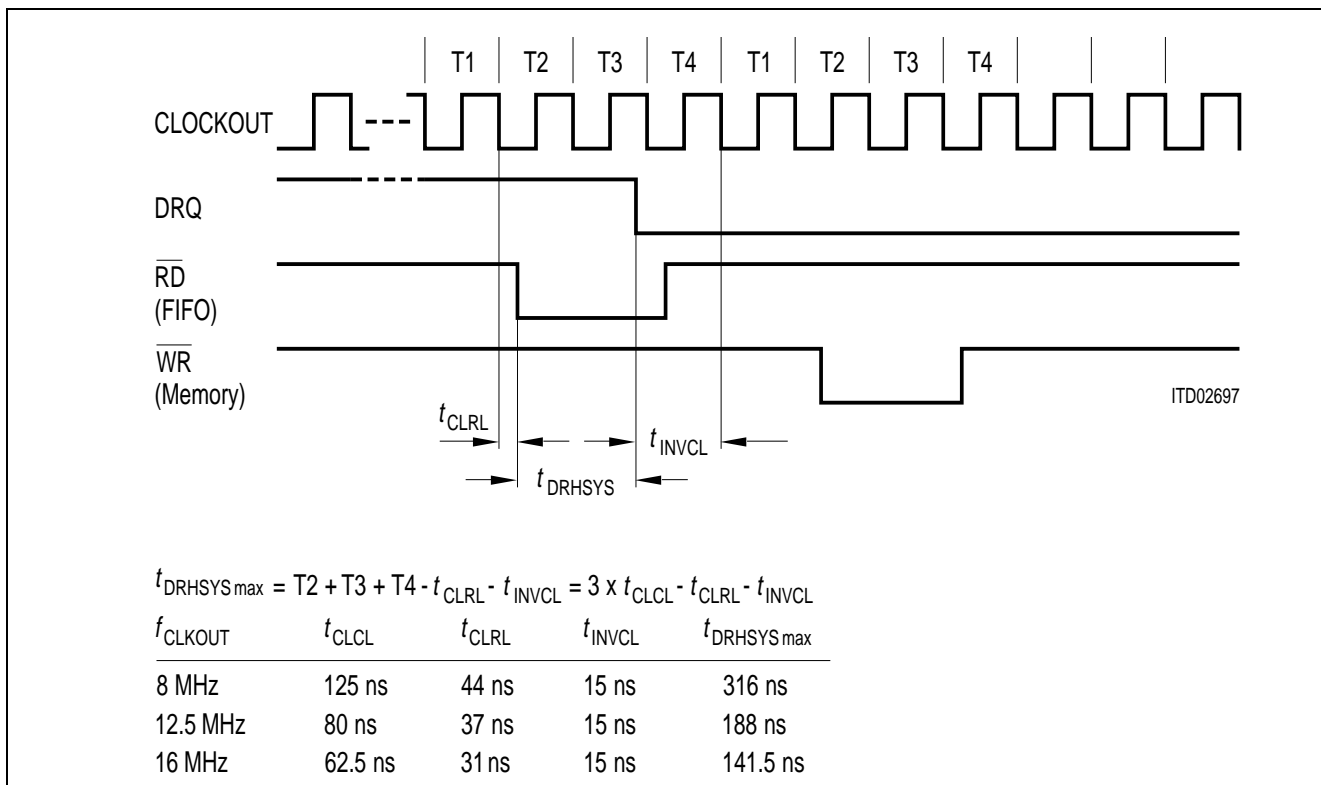 T1 T2 T3 T4 T1 T2 T3 T4
CLOCKOUT
DRQ
RD
(FIFO)
WR
(Memory)
ITD02697
tCLRL
tINVCL
tDRHSYS
tDRHSYS max = T2 + T3 + T4 - tCLRL - tINVCL = 3 x tCLCL - tCLRL - tINVCL
fCLKOUT tCLCL tCLRL tINVCL tDRHSYS max
8 MHz 125 ns 44 ns 15 ns 316 ns
12.5 MHz 80 ns 37 ns 15 ns 188 ns
16 MHz 62.5 ns 31 ns 15 ns 141.5 ns